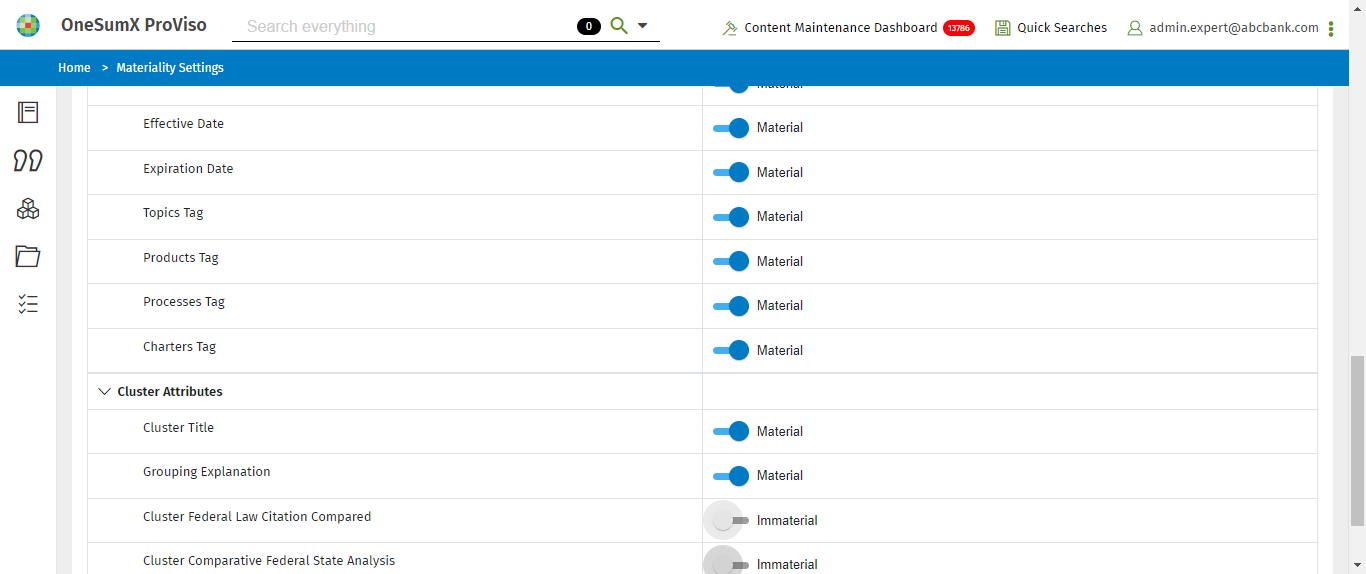 OneSumX ProViso
Search everything
0
Content Maintenance Dashboard 13786
Quick Searches
admin.expert@abcbank.com
Home > Materiality Settings
Material
Effective Date Material
Expiration Date Material
Topics Tag Material
Products Tag Material
Processes Tag Material
Charters Tag Material
Cluster Attributes
Cluster Title Material
Grouping Explanation Material
Cluster Federal Law Citation Compared Immaterial
Cluster Comparative Federal State Analysis Immaterial